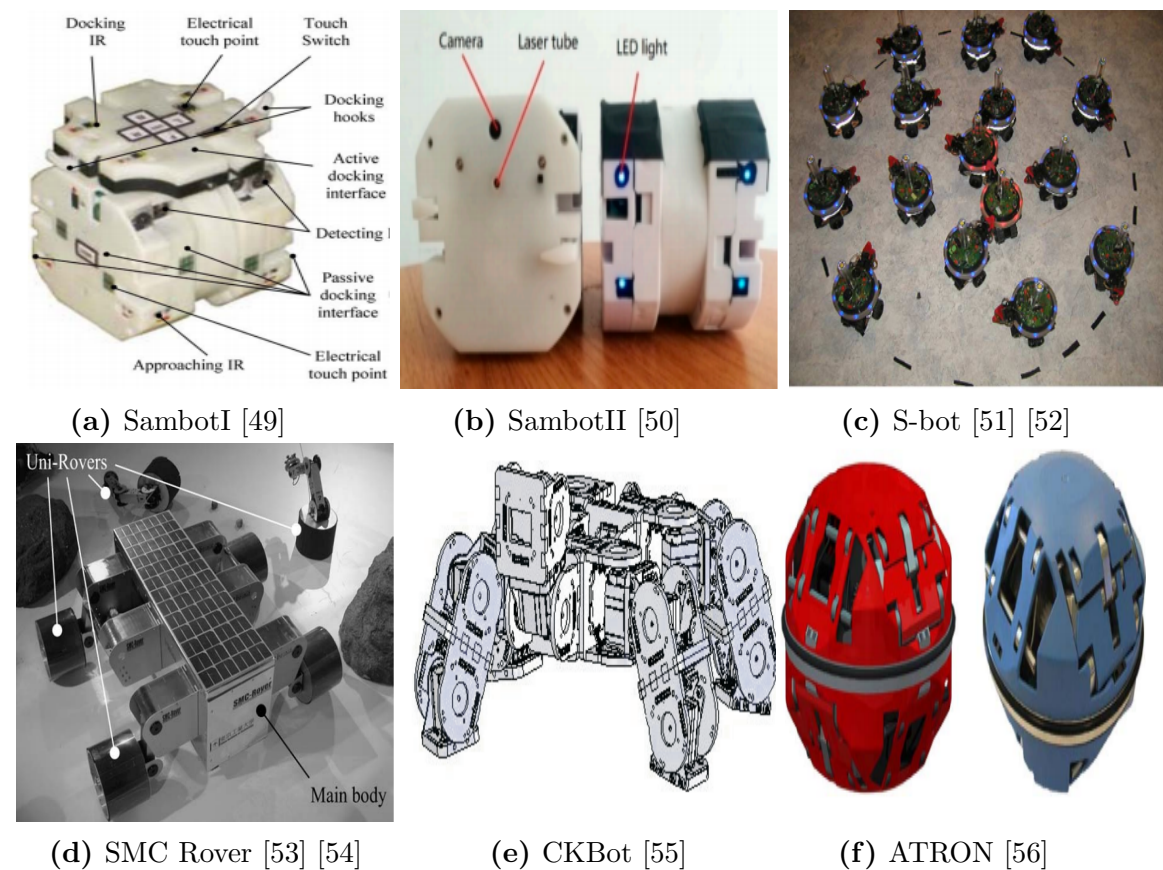 Docking
IR
Electrical
touch point
Touch
Switch
Docking
hooks
Active
docking
interface
Detecting I
Passive
docking
interface
Electrical
touch point
Approaching IR
Camera
Laser tube
LED light
(a) SambotI [49]
(b) SambotII [50]
(c) S-bot [51] [52]
Uni-Rovers
SMC-Rover
Main body
(d) SMC Rover [53] [54]
(e) CKBot [55]
(f) ATRON [56]